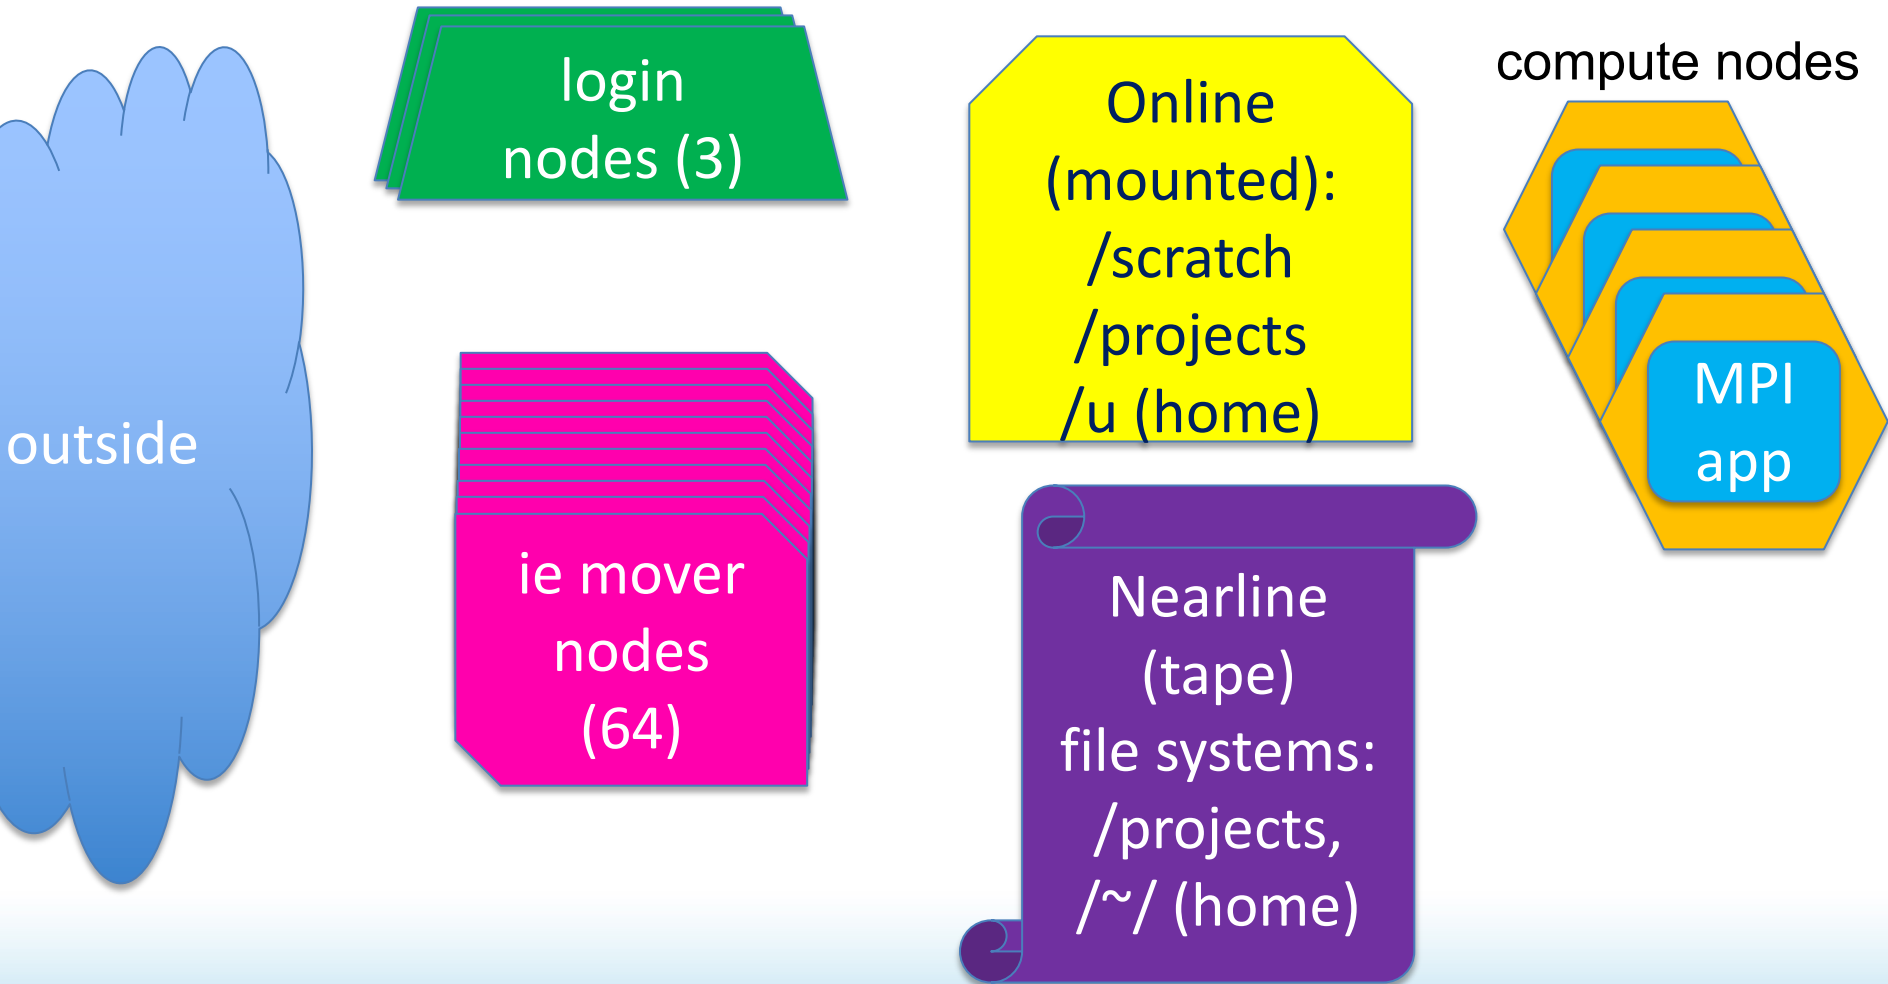 outside
login
nodes (3)
ie mover
nodes
(64)
Online
(mounted):
/scratch
/projects
/u (home)
Nearline
(tape)
file systems:
/projects,
/~/ (home)
compute nodes
MPI
app